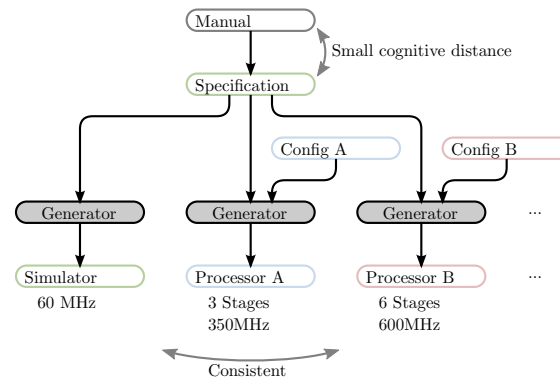 Manual
Small cognitive distance
Specification
Config A
Config B
Generator
Generator
Generator
...
Simulator
Processor A
Processor B
...
60 MHz
3 Stages
6 Stages
350MHz
600MHz
Consistent